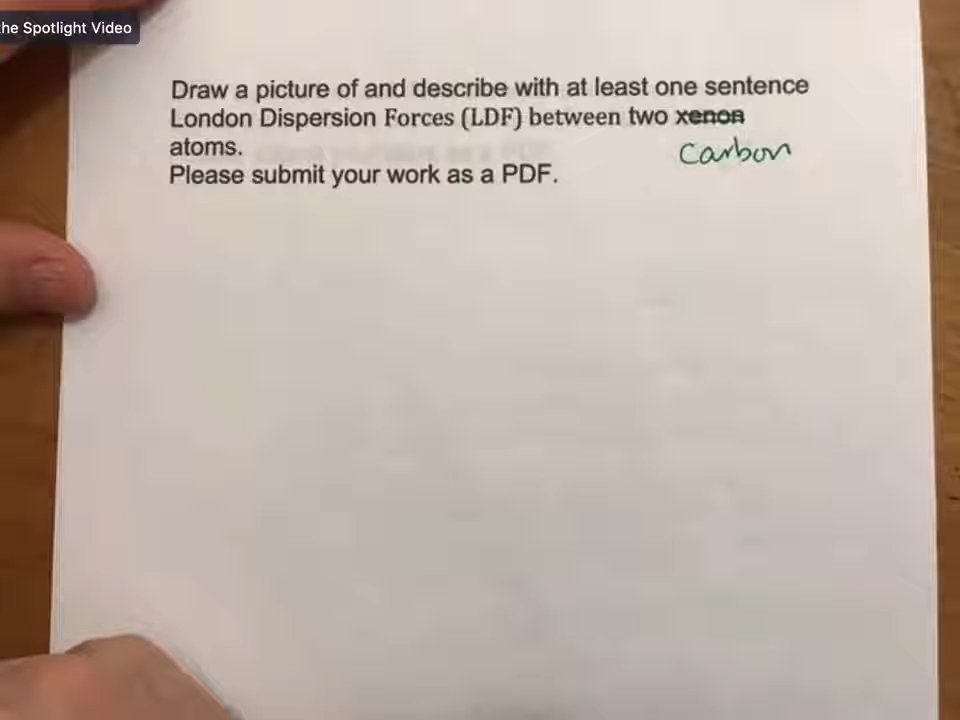 he Spotlight Video
Draw a picture of and describe with at least one sentence
London Dispersion Forces (LDF) between two xenon
atoms.
carbon
Please submit your work as a PDF.